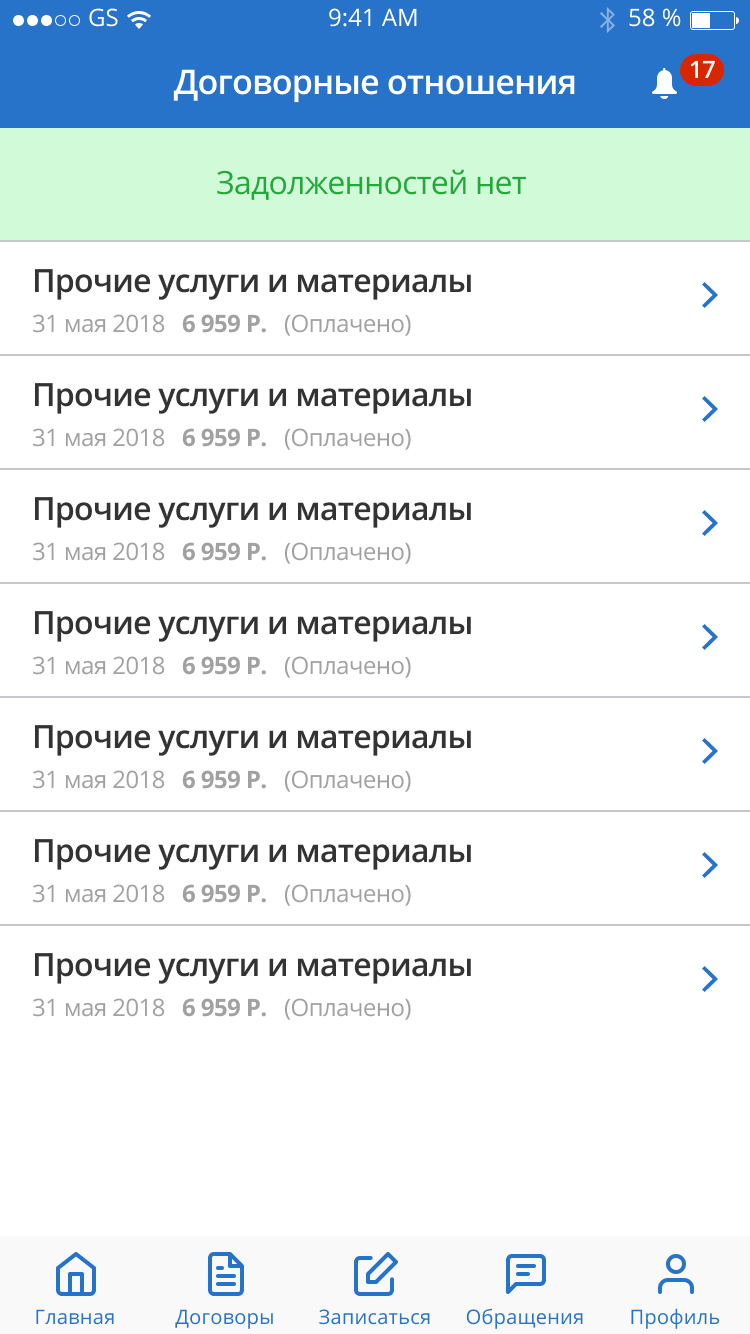 GS 9:41 AM 58 %
Договорные отношения 17
Задолженностей нет
Прочие услуги и материалы
31 мая 2018 6 959 Р. (Оплачено)
Прочие услуги и материалы
31 мая 2018 6 959 Р. (Оплачено)
Прочие услуги и материалы
31 мая 2018 6 959 Р. (Оплачено)
Прочие услуги и материалы
31 мая 2018 6 959 Р. (Оплачено)
Прочие услуги и материалы
31 мая 2018 6 959 Р. (Оплачено)
Прочие услуги и материалы
31 мая 2018 6 959 Р. (Оплачено)
Прочие услуги и материалы
31 мая 2018 6 959 Р. (Оплачено)
Главная Договоры Записаться Обращения Профиль